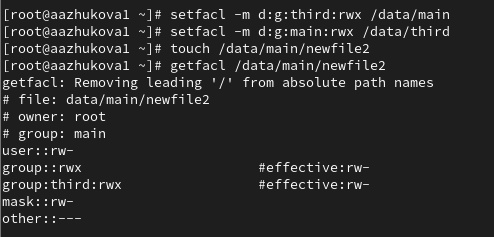 [root@aazhukova1 ~]# setfacl -m d:g:third:rwx /data/main
[root@aazhukova1 ~]# setfacl -m d:g:main:rwx /data/third
[root@aazhukova1 ~]# touch /data/main/newfile2
[root@aazhukova1 ~]# getfacl /data/main/newfile2
getfacl: Removing leading '/' from absolute path names
# file: data/main/newfile2
# owner: root
# group: main
user::rw-
group::rwx                      #effective:rw-
group:third:rwx                 #effective:rw-
mask::rw-
other::---